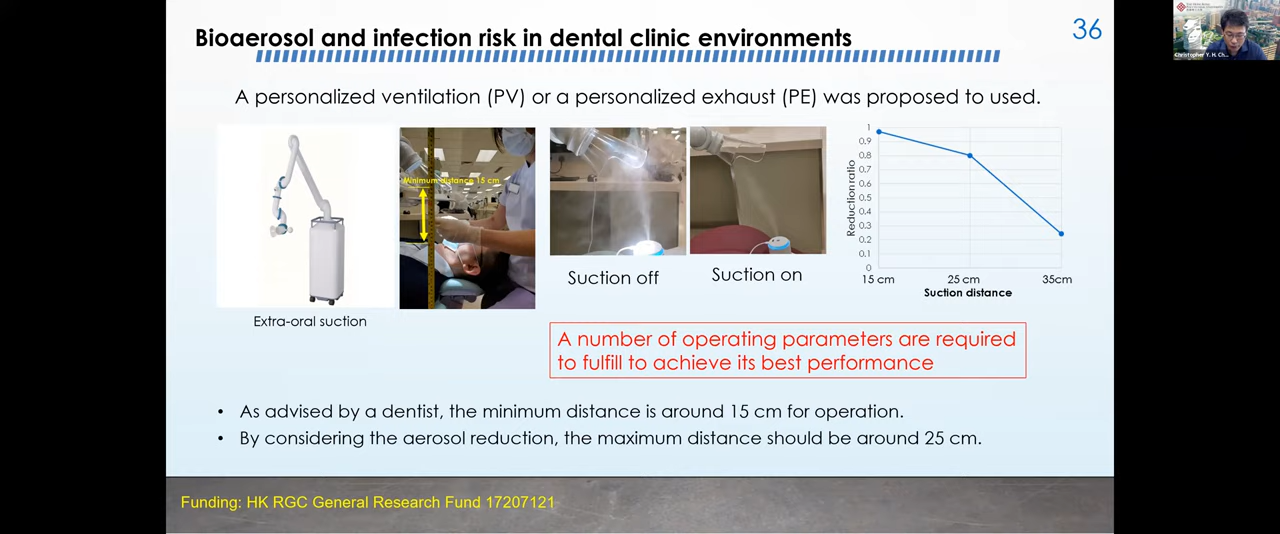 Bioaerosol and infection risk in dental clinic environments
36
A personalized ventilation (PV) or a personalized exhaust (PE) was proposed to used.
Extra-oral suction
Minimum distance 15 cm
Suction off
Suction on
Reduction ratio
1
0.9
0.8
0.7
0.6
0.5
0.4
0.3
0.2
0.1
0
15 cm
25 cm
35cm
Suction distance
A number of operating parameters are required
to fulfill to achieve its best performance
• As advised by a dentist, the minimum distance is around 15 cm for operation.
• By considering the aerosol reduction, the maximum distance should be around 25 cm.
Funding: HK RGC General Research Fund 17207121
Christopher Y. H. Ch...